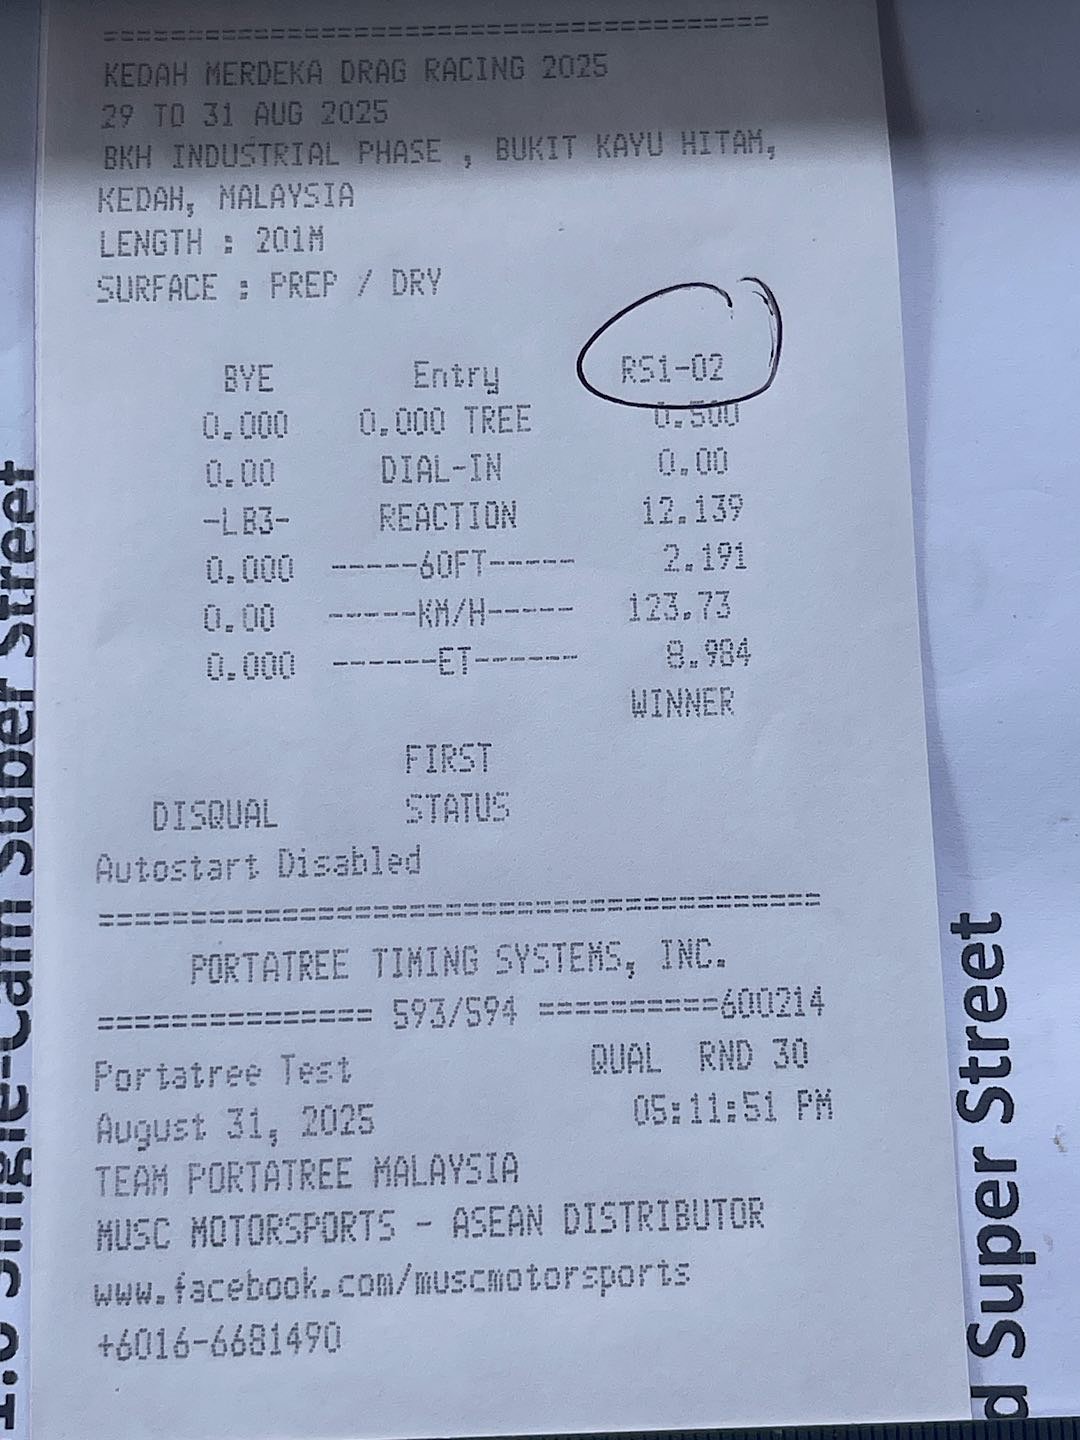 =======================================
KEDAH MERDEKA DRAG RACING 2025
29 TO 31 AUG 2025
BKH INDUSTRIAL PHASE , BUKIT KAYU HITAM,
KEDAH, MALAYSIA
LENGTH : 201M
SURFACE : PREP / DRY
BYE Entry RS1-02
0.000 0.000 TREE 0.500
0.00 DIAL-IN 0.00
-LB3- REACTION 12.139
0.000 -----60FT----- 2.191
0.00 -----KM/H----- 123.73
0.000 ------ET------ 8.984
WINNER
FIRST
DISQUAL STATUS
Autostart Disabled
=======================================
PORTATREE TIMING SYSTEMS, INC.
=============== 593/594 ==========600214
Portatree Test QUAL RND 30
August 31, 2025 05:11:51 PM
TEAM PORTATREE MALAYSIA
MUSC MOTORSPORTS - ASEAN DISTRIBUTOR
www.facebook.com/muscmotorsports
+6016-6681490
Single-Cam Super Street
d Super Street